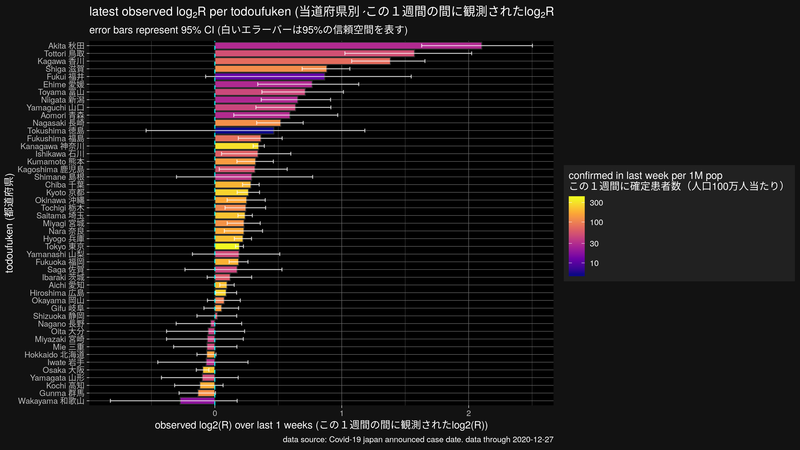 latest observed log2R per todoufuken (当道府県別 この１週間の間に観測されたlog2R
error bars represent 95% CI (白いエラーバーは95%の信頼空間を表す)
todoufuken (都道府県)
Akita 秋田
Tottori 鳥取
Kagawa 香川
Shiga 滋賀
Fukui 福井
Ehime 愛媛
Toyama 富山
Niigata 新潟
Yamaguchi 山口
Aomori 青森
Nagasaki 長崎
Tokushima 徳島
Fukushima 福島
Kanagawa 神奈川
Ishikawa 石川
Kumamoto 熊本
Kagoshima 鹿児島
Shimane 島根
Chiba 千葉
Kyoto 京都
Okinawa 沖縄
Tochigi 栃木
Saitama 埼玉
Miyagi 宮城
Nara 奈良
Hyogo 兵庫
Tokyo 東京
Yamanashi 山梨
Fukuoka 福岡
Saga 佐賀
Ibaraki 茨城
Aichi 愛知
Hiroshima 広島
Okayama 岡山
Gifu 岐阜
Shizuoka 静岡
Nagano 長野
Oita 大分
Miyazaki 宮崎
Mie 三重
Hokkaido 北海道
Iwate 岩手
Osaka 大阪
Yamagata 山形
Kochi 高知
Gunma 群馬
Wakayama 和歌山
0 1 2
observed log2(R) over last 1 weeks (この１週間の間に観測されたlog2(R))
data source: Covid-19 japan announced case date. data through 2020-12-27
confirmed in last week per 1M pop
この１週間に確定患者数（人口100万人当たり）
300
100
30
10